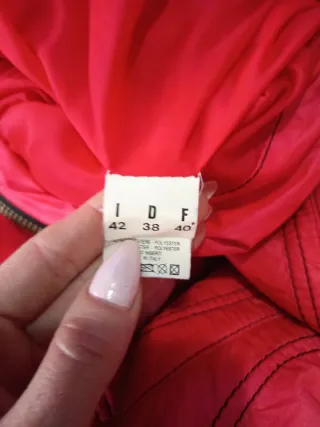 I D F
42 38 40
POLYESTER
POLYESTER
IN ITALY